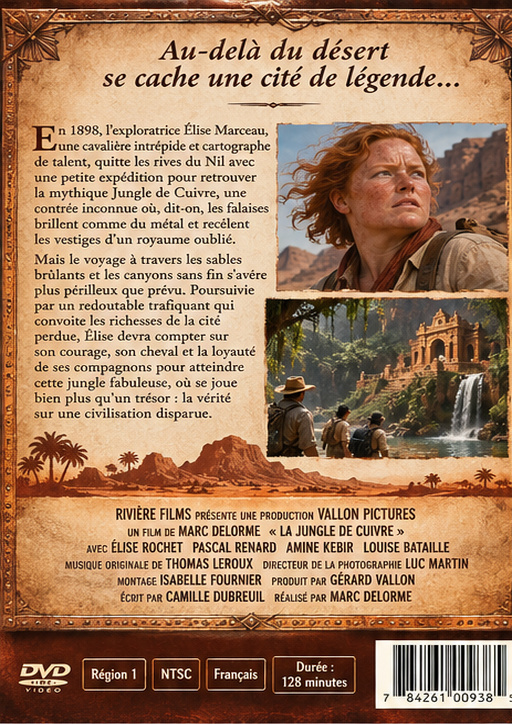 Au-delà du désert
se cache une cité de légende...
En 1898, l'exploratrice Élise Marceau,
une cavalière intrépide et cartographe
de talent, quitte les rives du Nil avec
une petite expédition pour retrouver
la mythique Jungle de Cuivre, une
contrée inconnue où, dit-on, les falaises
brillent comme du métal et recélent
les vestiges d'un royaume oublié.
Mais le voyage à travers les sables
brûlants et les canyons sans fin s'avére
plus périlleux que prévu. Poursuivie
par un redoutable trafiquant qui
convoite les richesses de la cité
perdue, Élise devra compter sur
son courage, son cheval et la loyauté
de ses compagnons pour atteindre
cette jungle fabuleuse, où se joue
bien plus qu'un trésor : la vérité
sur une civilisation disparue.
RIVIÈRE FILMS PRÉSENTE UNE PRODUCTION VALLON PICTURES
UN FILM DE MARC DELORME « LA JUNGLE DE CUIVRE »
AVEC ÉLISE ROCHET PASCAL RENARD AMINE KEBIR LOUISE BATAILLE
MUSIQUE ORIGINALE DE THOMAS LEROUX DIRECTEUR DE LA PHOTOGRAPHIE LUC MARTIN
MONTAGE ISABELLE FOURNIER PRODUIT PAR GÉRARD VALLON
ÉCRIT PAR CAMILLE DUBREUIL RÉALISÉ PAR MARC DELORME
DVD
VIDEO
Région 1
NTSC
Français
Durée :
128 minutes
7 84261 00938 5